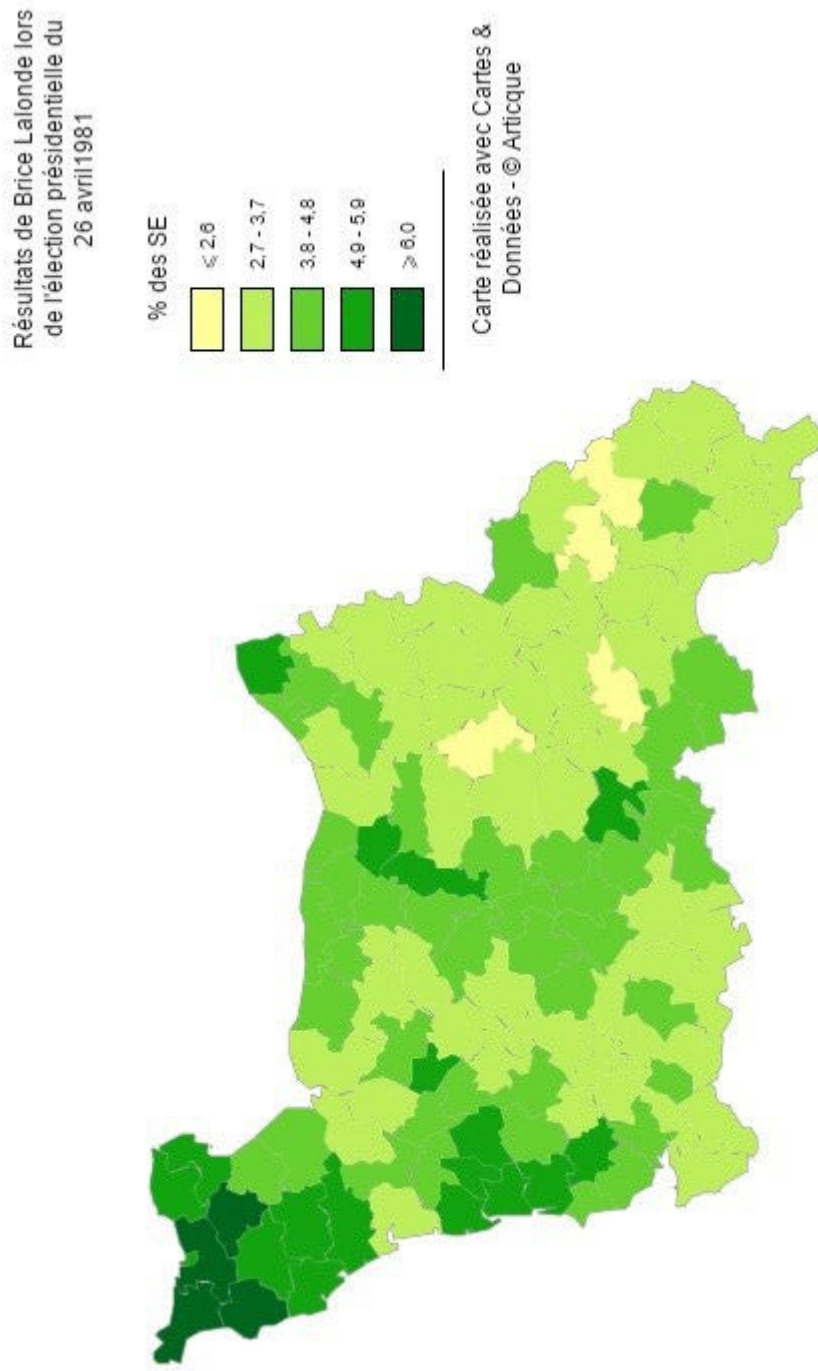 Résultats de Brice Lalonde lors
de l'élection présidentielle du
26 avril1981
% des SE
⩽ 2,6
2,7 - 3,7
3,8 - 4,8
4,9 - 5,9
⩾ 6,0
Carte réalisée avec Cartes &
Données - © Articque